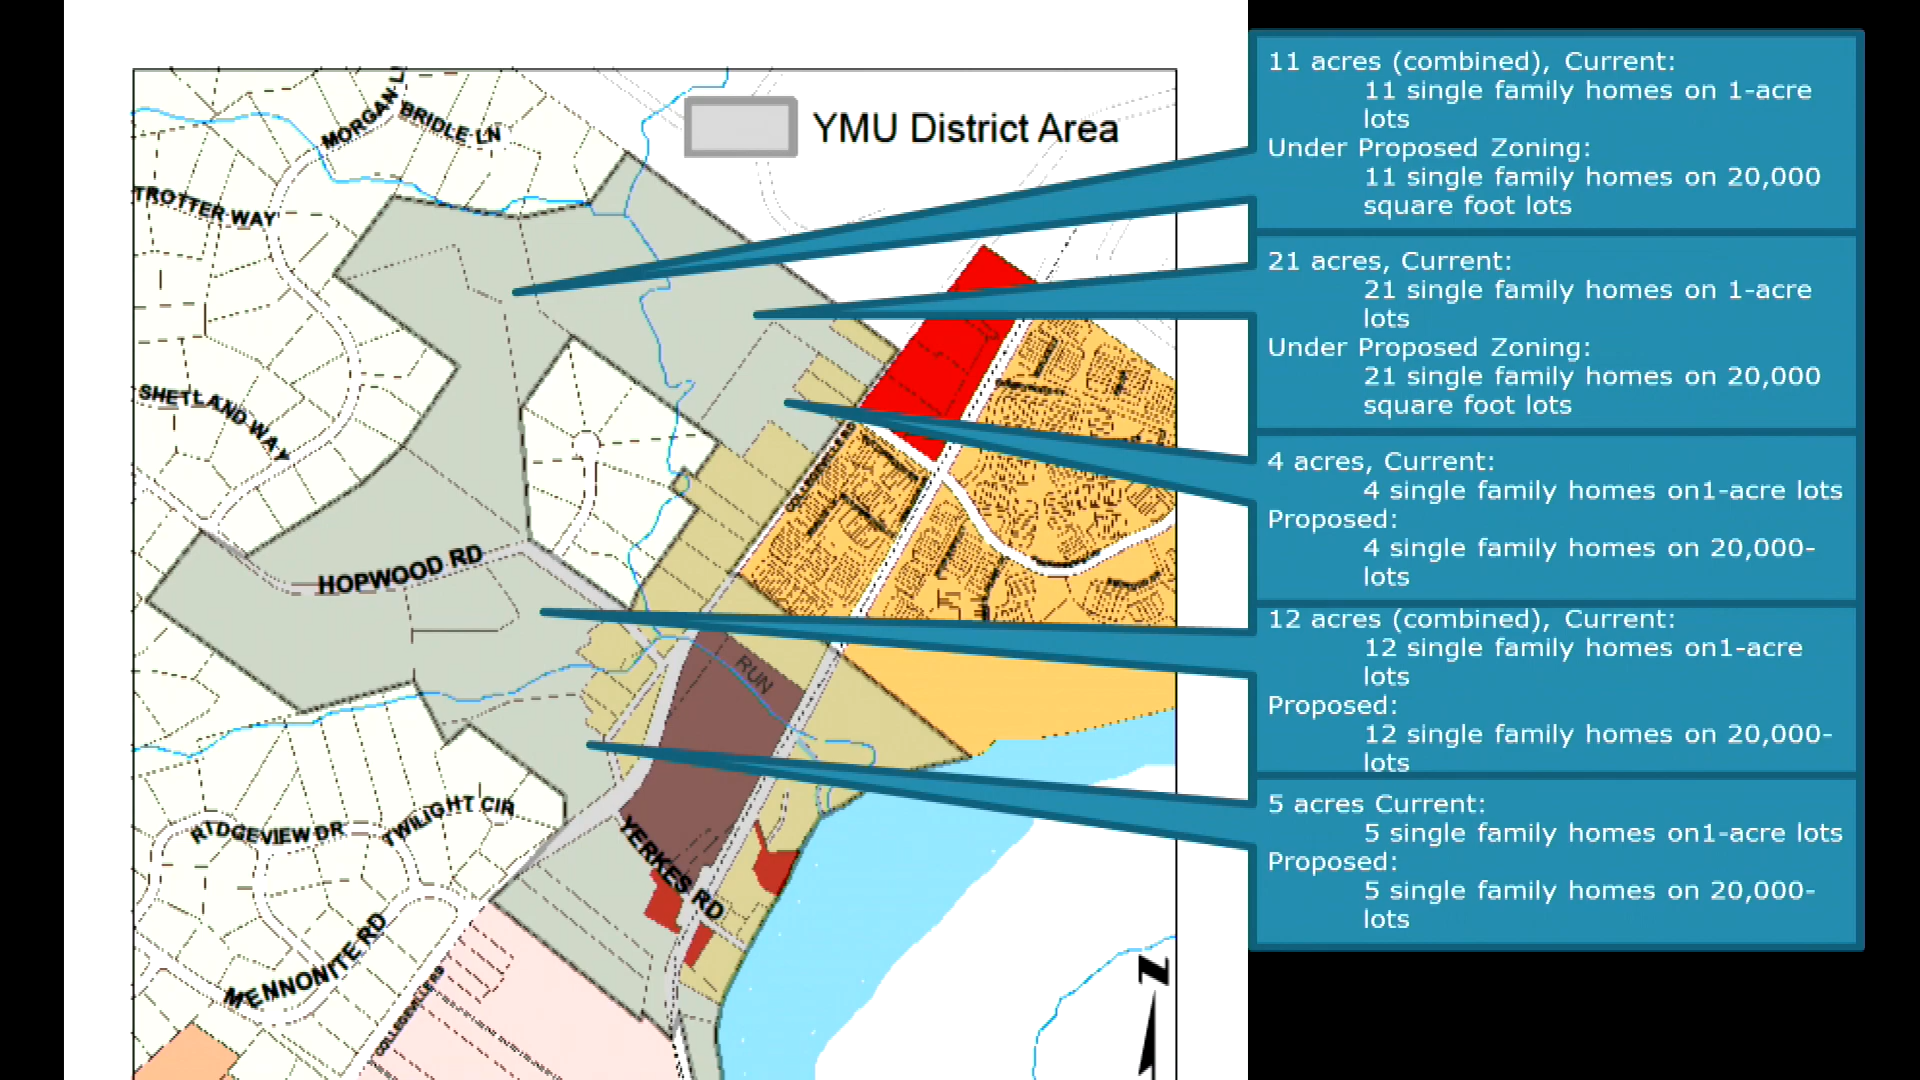 YMU District Area
MORGAN L
BRIDLE LN
TROTTER WAY
SHETLAND WAY
HOPWOOD RD
COLLEGEVILLE RD
RUN
RIDGEVIEW DR
TWILIGHT CIR
YERKES RD
MENNONITE RD
COLLEGEVILLE RD
11 acres (combined), Current:
11 single family homes on 1-acre
lots
Under Proposed Zoning:
11 single family homes on 20,000
square foot lots
21 acres, Current:
21 single family homes on 1-acre
lots
Under Proposed Zoning:
21 single family homes on 20,000
square foot lots
4 acres, Current:
4 single family homes on1-acre lots
Proposed:
4 single family homes on 20,000-
lots
12 acres (combined), Current:
12 single family homes on1-acre
lots
Proposed:
12 single family homes on 20,000-
lots
5 acres Current:
5 single family homes on1-acre lots
Proposed:
5 single family homes on 20,000-
lots